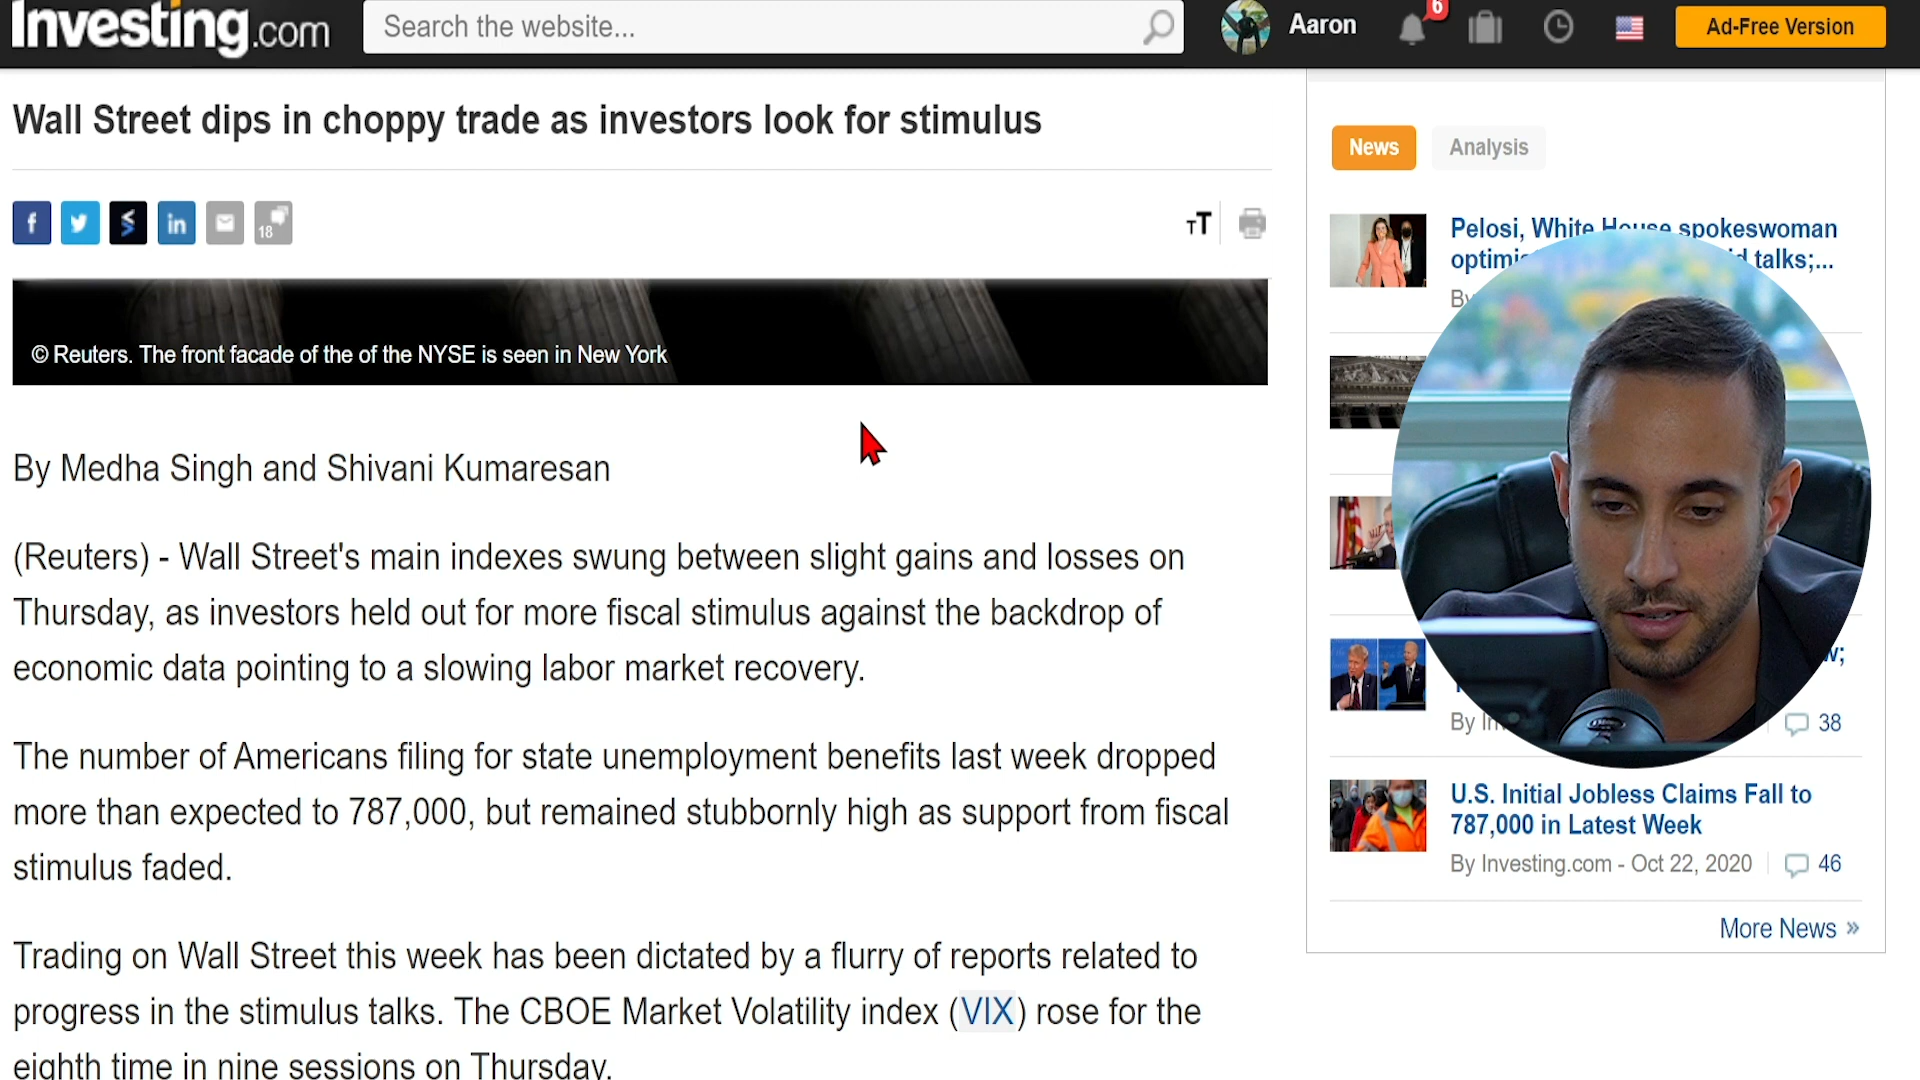 Investing.com
Search the website...
Aaron
6
Ad-Free Version
Wall Street dips in choppy trade as investors look for stimulus
18
TT
© Reuters. The front facade of the of the NYSE is seen in New York
By Medha Singh and Shivani Kumaresan
(Reuters) - Wall Street's main indexes swung between slight gains and losses on
Thursday, as investors held out for more fiscal stimulus against the backdrop of
economic data pointing to a slowing labor market recovery.
The number of Americans filing for state unemployment benefits last week dropped
more than expected to 787,000, but remained stubbornly high as support from fiscal
stimulus faded.
Trading on Wall Street this week has been dictated by a flurry of reports related to
progress in the stimulus talks. The CBOE Market Volatility index (VIX) rose for the
eighth time in nine sessions on Thursday.
News
Analysis
Pelosi, White House spokeswoman
talks;...
By
By
38
U.S. Initial Jobless Claims Fall to
787,000 in Latest Week
By Investing.com - Oct 22, 2020
46
More News »